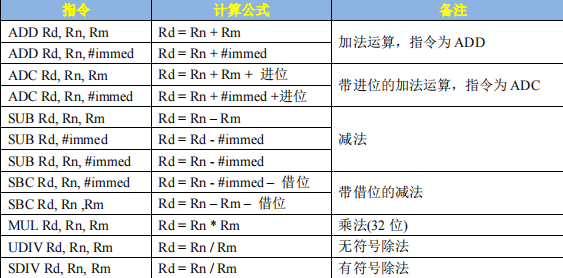 指令 计算公式 备注
ADD Rd, Rn, Rm Rd = Rn + Rm 加法运算，指令为 ADD
ADD Rd, Rn, #immed Rd = Rn + #immed
ADC Rd, Rn, Rm Rd = Rn + Rm + 进位 带进位的加法运算，指令为 ADC
ADC Rd, Rn, #immed Rd = Rn + #immed +进位
SUB Rd, Rn, Rm Rd = Rn – Rm 减法
SUB Rd, #immed Rd = Rd - #immed
SUB Rd, Rn, #immed Rd = Rn - #immed
SBC Rd, Rn, #immed Rd = Rn - #immed – 借位 带借位的减法
SBC Rd, Rn ,Rm Rd = Rn – Rm – 借位
MUL Rd, Rn, Rm Rd = Rn * Rm 乘法(32 位)
UDIV Rd, Rn, Rm Rd = Rn / Rm 无符号除法
SDIV Rd, Rn, Rm Rd = Rn / Rm 有符号除法